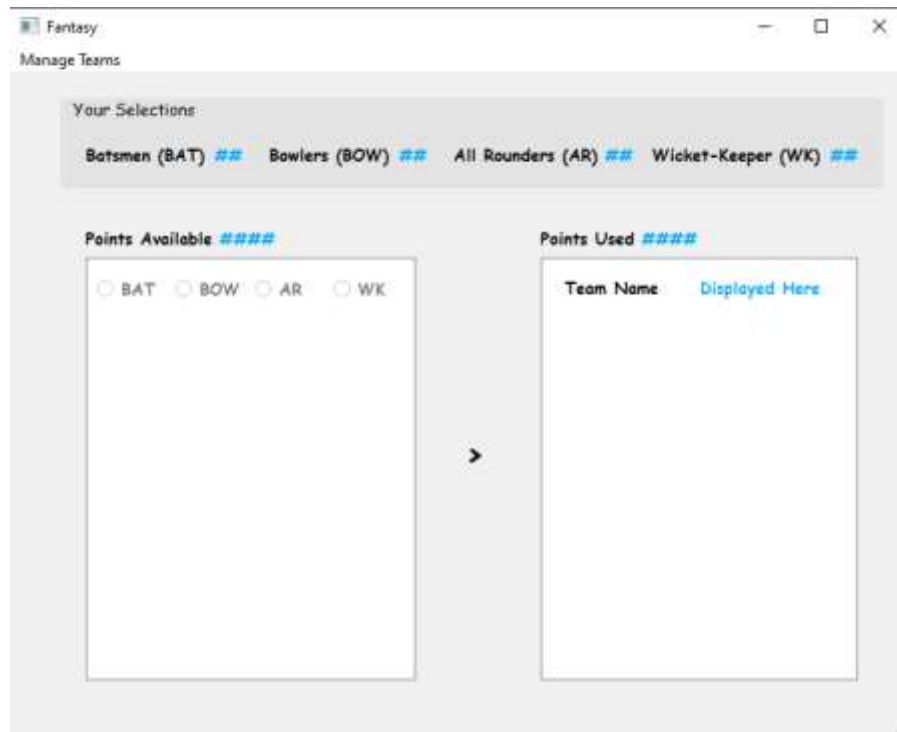 Fantasy
Manage Teams
Your Selections
Batsmen (BAT) ## Bowlers (BOW) ## All Rounders (AR) ## Wicket-Keeper (WK) ##
Points Available #### Points Used ####
BAT BOW AR WK Team Name Displayed Here
>